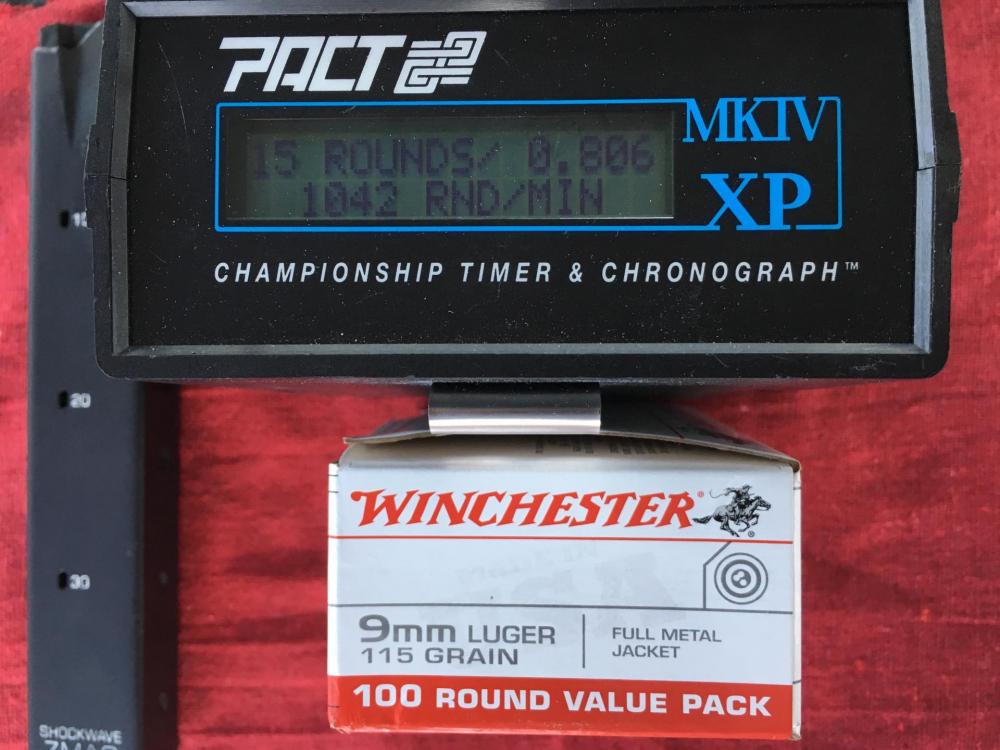 PACT
MKIV
XP
15 ROUNDS/ 0.806
1042 RND/MIN
CHAMPIONSHIP TIMER & CHRONOGRAPH™
20
30
SHOCKWAVE
ZMAG
WINCHESTER®
9mm LUGER
115 GRAIN
FULL METAL
JACKET
100 ROUND VALUE PACK